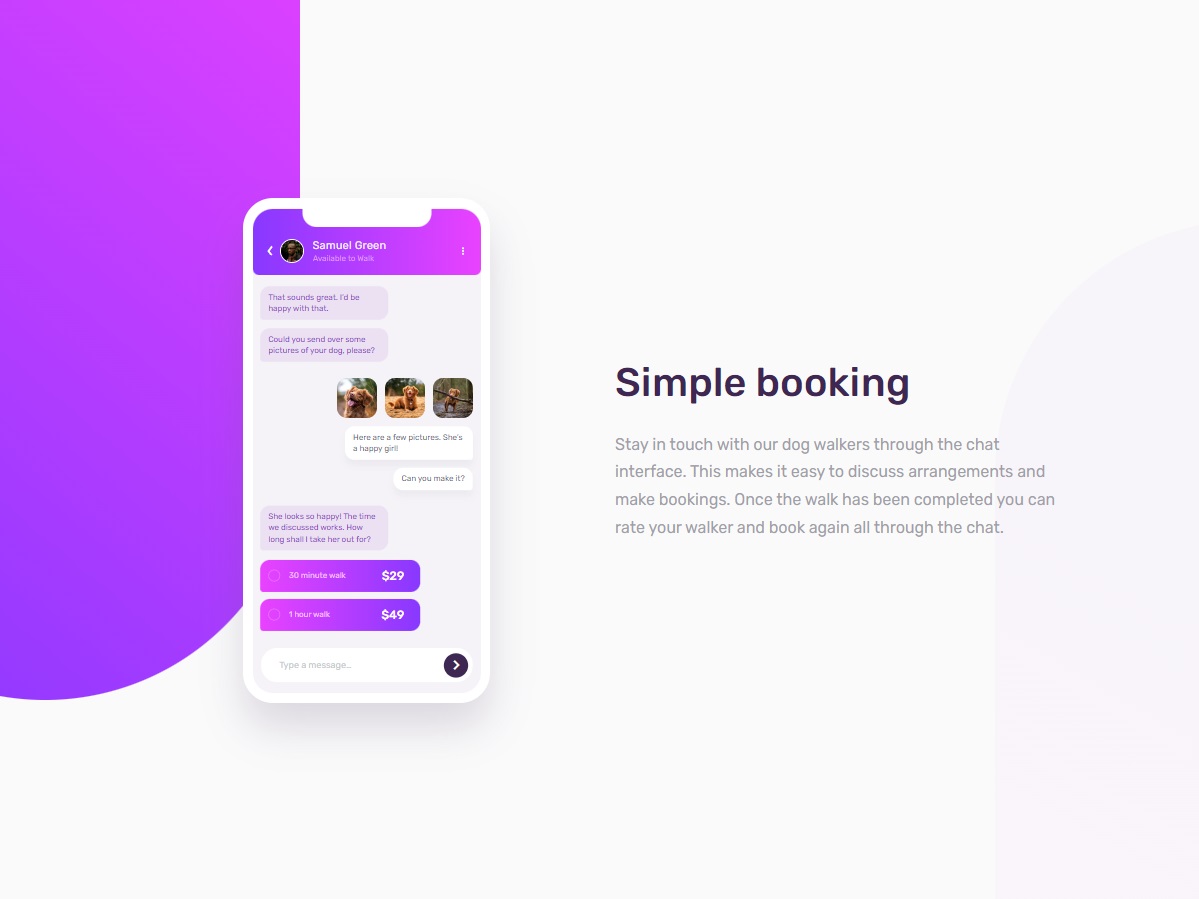 Samuel Green
Available to Walk
That sounds great. I'd be
happy with that.
Could you send over some
pictures of your dog, please?
Here are a few pictures. She's
a happy girl!
Can you make it?
She looks so happy! The time
we discussed works. How
long shall I take her out for?
30 minute walk $29
1 hour walk $49
Type a message...
Simple booking
Stay in touch with our dog walkers through the chat
interface. This makes it easy to discuss arrangements and
make bookings. Once the walk has been completed you can
rate your walker and book again all through the chat.